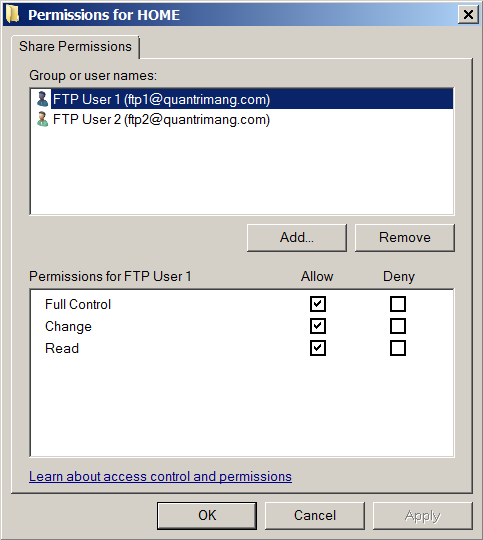 Permissions for HOME
Share Permissions
Group or user names:
FTP User 1 (ftp1@quantrimang.com)
FTP User 2 (ftp2@quantrimang.com)
Add... Remove
Permissions for FTP User 1 Allow Deny
Full Control
Change
Read
Learn about access control and permissions
OK Cancel Apply